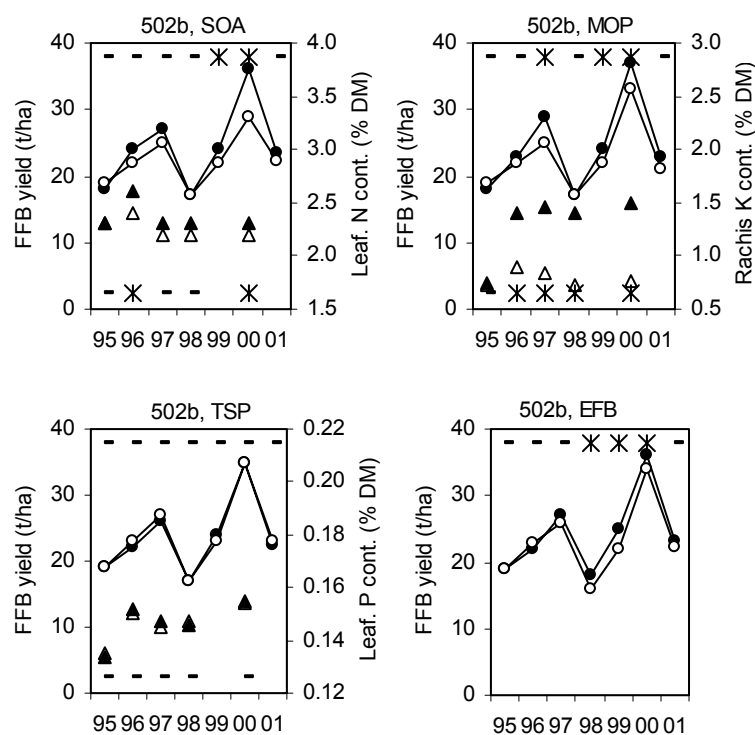 502b, SOA
40
30
20
10
0
FFB yield (t/ha)
4.0
3.5
3.0
2.5
2.0
1.5
Leaf. N cont. (% DM)
95 96 97 98 99 00 01
502b, MOP
40
30
20
10
0
FFB yield (t/ha)
3.0
2.5
2.0
1.5
1.0
0.5
Rachis K cont. (% DM)
95 96 97 98 99 00 01
502b, TSP
40
30
20
10
0
FFB yield (t/ha)
0.22
0.20
0.18
0.16
0.14
0.12
Leaf. P cont. (% DM)
95 96 97 98 99 00 01
502b, EFB
40
30
20
10
0
FFB yield (t/ha)
95 96 97 98 99 00 01